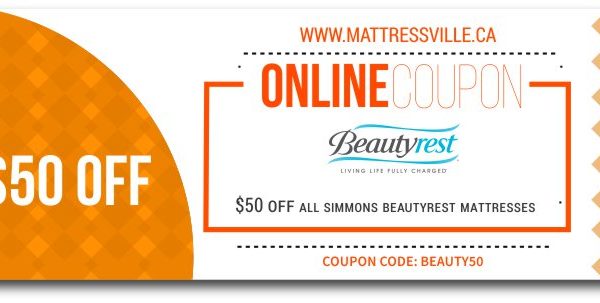 $50 OFF
WWW.MATTRESSVILLE.CA
ONLINECOUPON
Beautyrest
LIVING LIFE FULLY CHARGED
$50 OFF ALL SIMMONS BEAUTYREST MATTRESSES
COUPON CODE: BEAUTY50